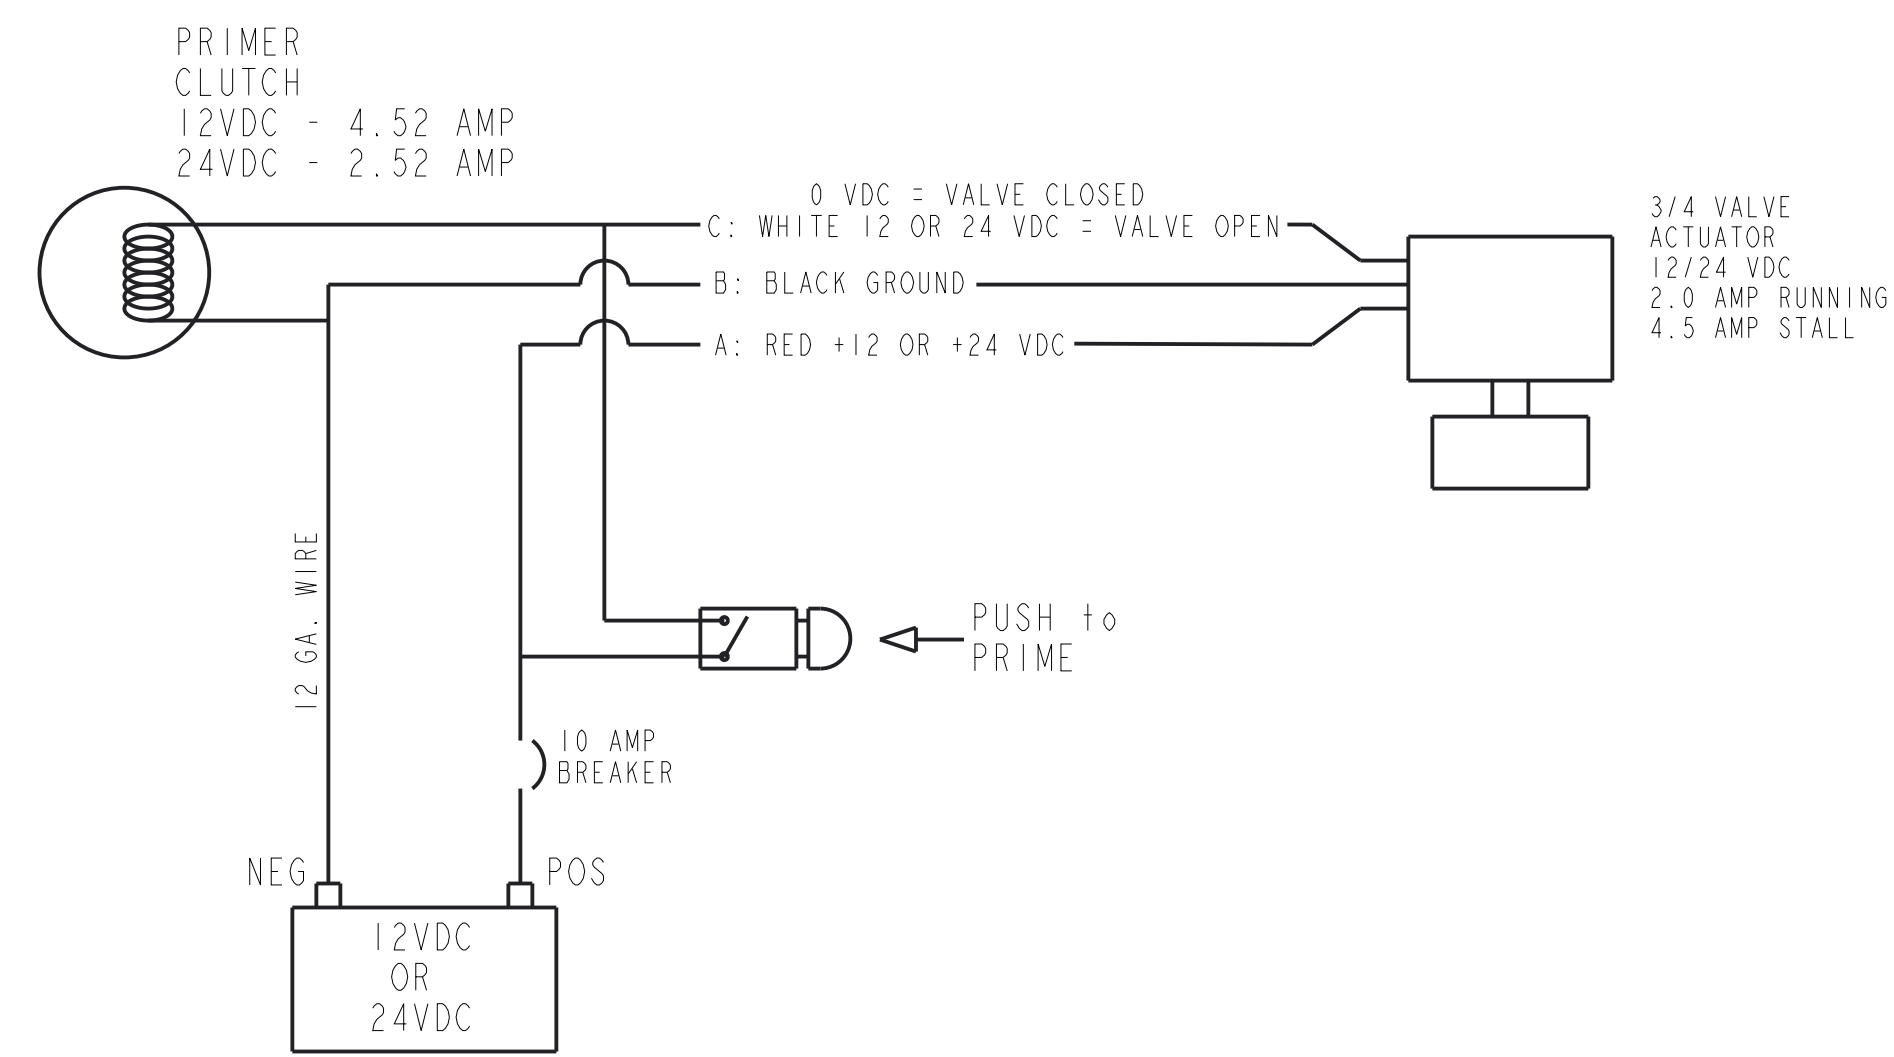 PRIMER
CLUTCH
12VDC - 4.52 AMP
24VDC - 2.52 AMP
0 VDC = VALVE CLOSED
C: WHITE 12 OR 24 VDC = VALVE OPEN
B: BLACK GROUND
A: RED +12 OR +24 VDC
3/4 VALVE
ACTUATOR
12/24 VDC
2.0 AMP RUNNING
4.5 AMP STALL
12 GA. WIRE
PUSH to
PRIME
10 AMP
BREAKER
NEG
POS
12VDC
OR
24VDC